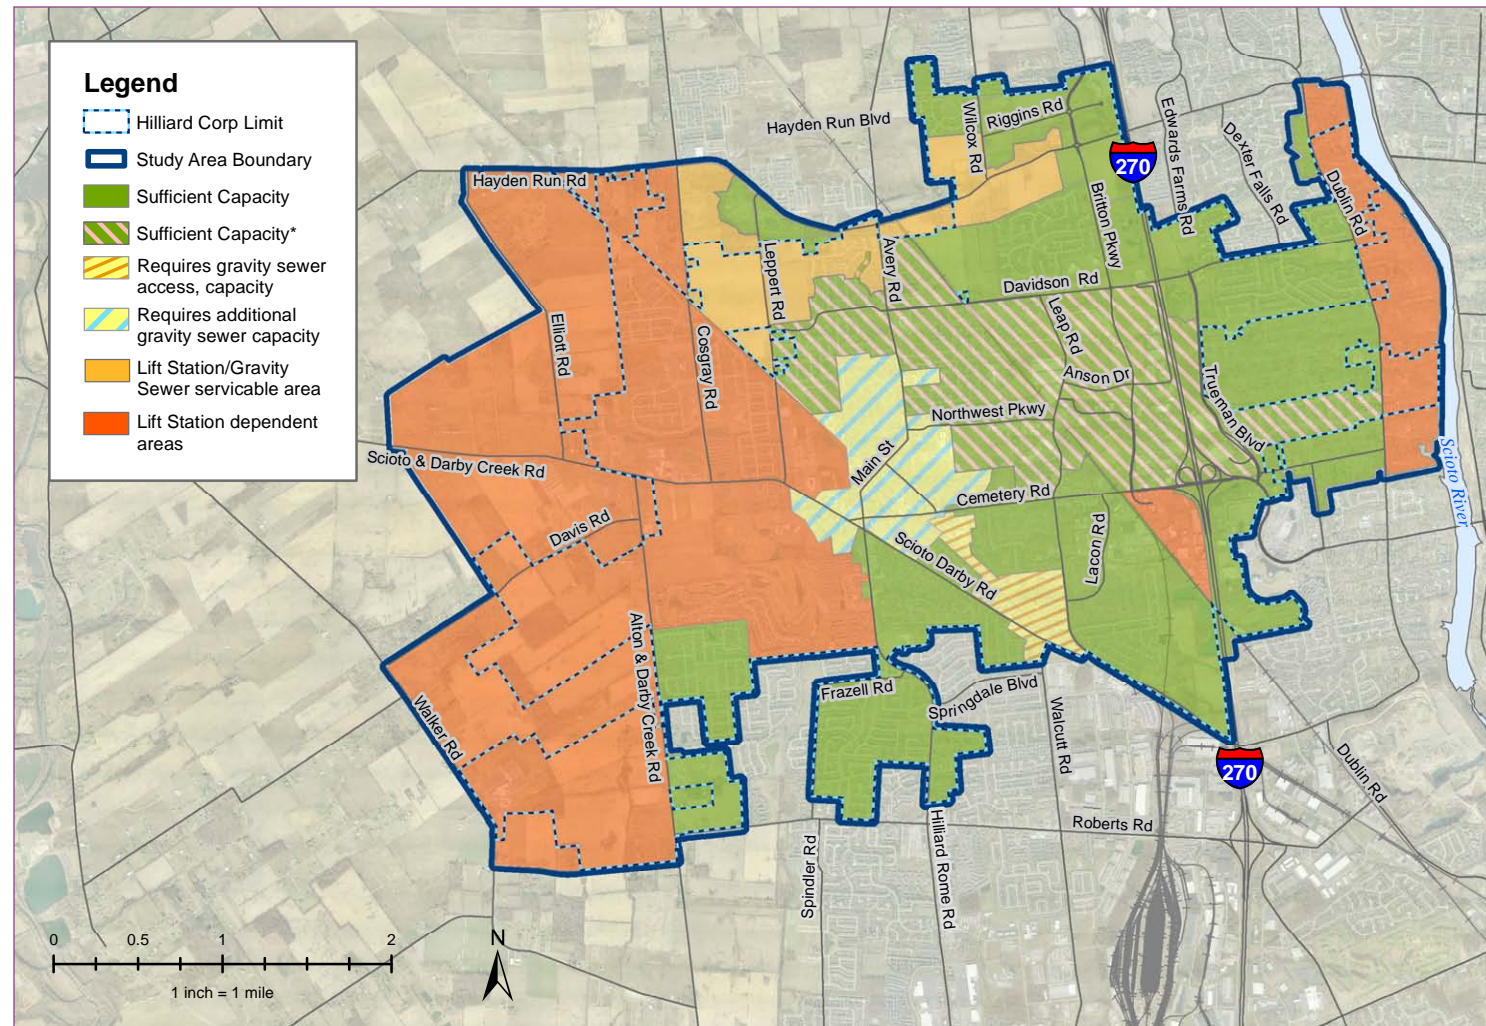 Legend
Hilliard Corp Limit
Study Area Boundary
Sufficient Capacity
Sufficient Capacity*
Requires gravity sewer
access, capacity
Requires additional
gravity sewer capacity
Lift Station/Gravity
Sewer servicable area
Lift Station dependent
areas
Hayden Run Blvd
Wilcox Rd
Riggins Rd
270
Edwards Farms Rd
Dexter Falls Rd
Dublin Rd
Hayden Run Rd
Britton Pkwy
Leppert Rd
Avery Rd
Davidson Rd
Elliott Rd
Cosgray Rd
Leap Rd
Anson Dr
Trueman Blvd
Northwest Pkwy
Main St
Scioto & Darby Creek Rd
Cemetery Rd
Scioto River
Davis Rd
Scioto Darby Rd
Lacon Rd
Alton & Darby Creek Rd
Walker Rd
Frazell Rd
Springdale Blvd
Walcutt Rd
270
Dublin Rd
Roberts Rd
Spindler Rd
Hilliard Rome Rd
0 0.5 1 2
1 inch = 1 mile
N